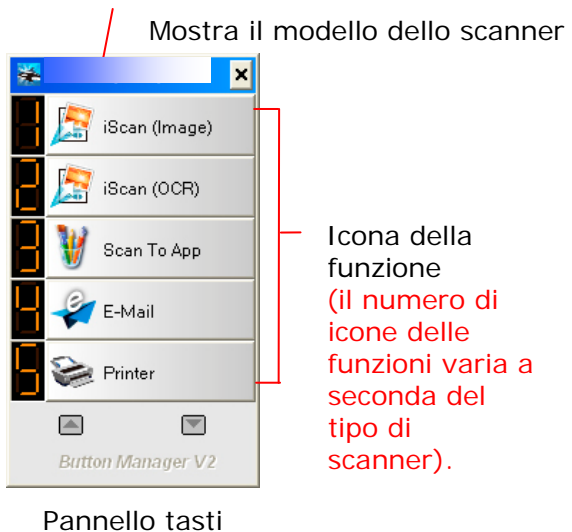 Mostra il modello dello scanner
1 iScan (Image)
2 iScan (OCR)
3 Scan To App
4 E-Mail
5 Printer
Button Manager V2
Icona della
funzione
(il numero di
icone delle
funzioni varia a
seconda del
tipo di
scanner).
Pannello tasti